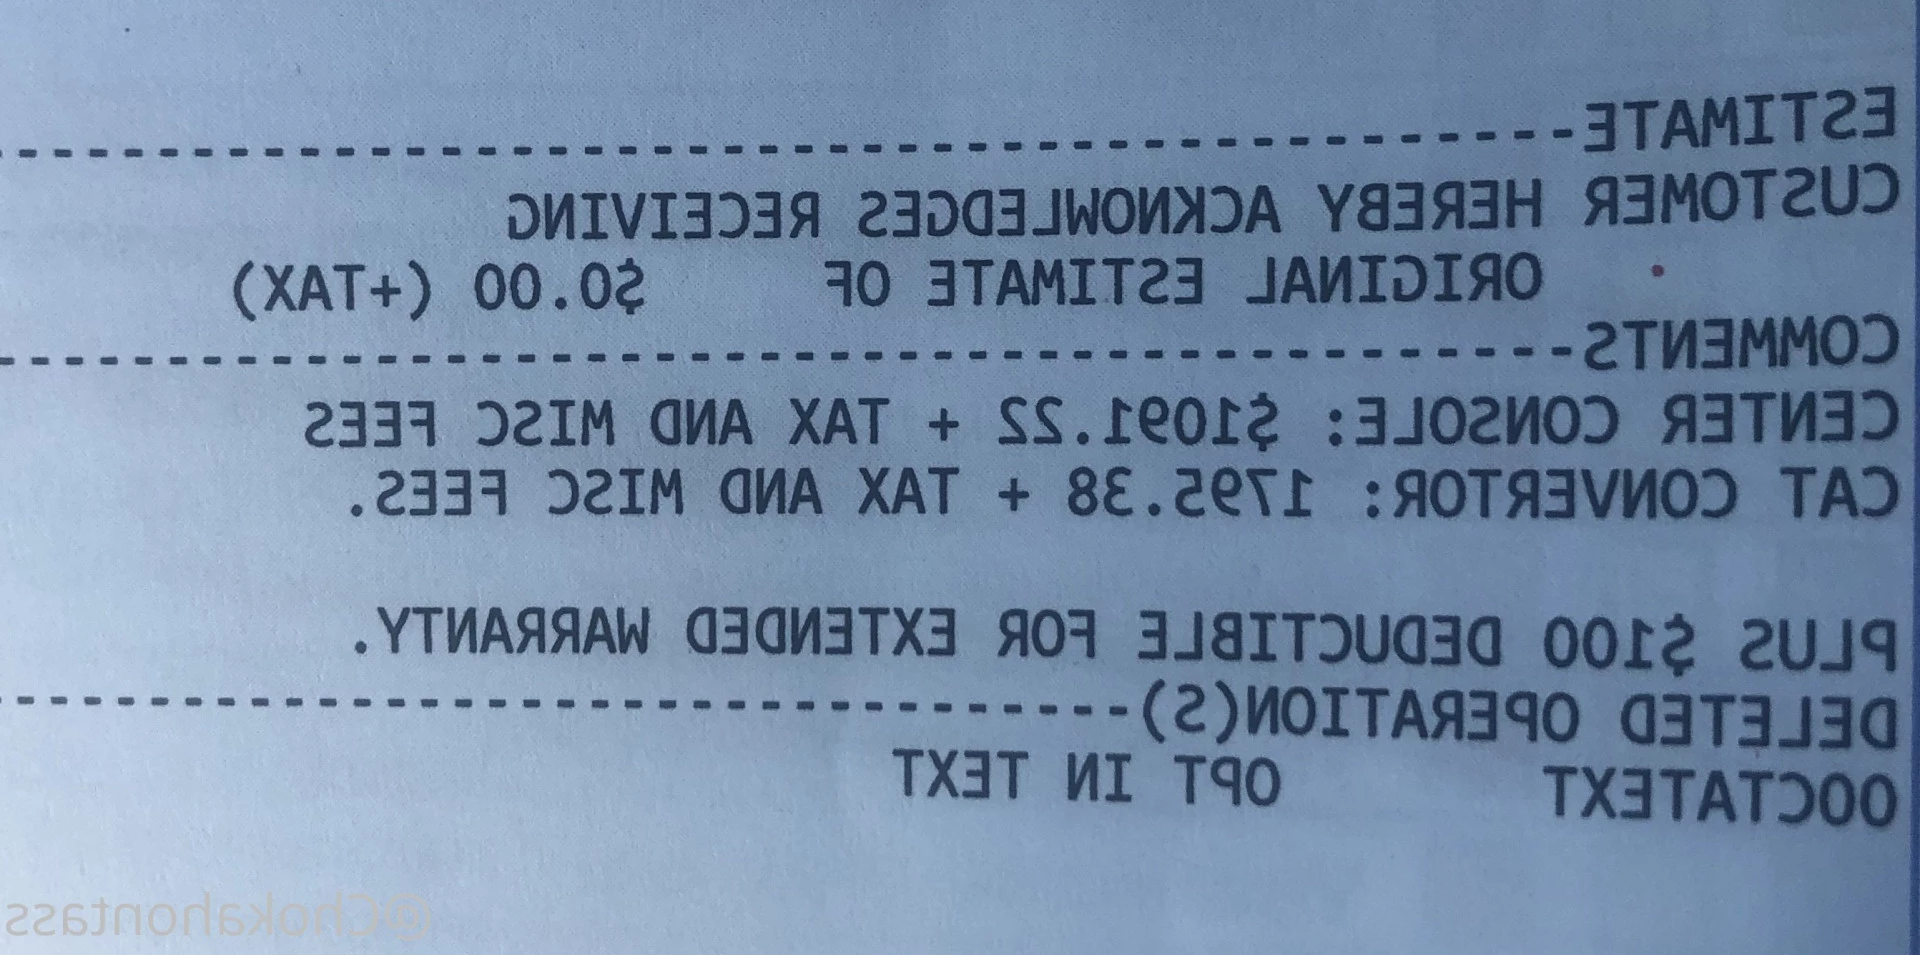 ESTIMATE---------------------------------------------
CUSTOMER HEREBY ACKNOWLEDGES RECEIVING
ORIGINAL ESTIMATE OF $0.00 (+TAX)
COMMENTS---------------------------------------------
CENTER CONSOLE: $1091.22 + TAX AND MISC FEES
CAT CONVERTOR: 1795.38 + TAX AND MISC FEES.
PLUS $100 DEDUCTIBLE FOR EXTENDED WARRANTY.
DELETED OPERATION(S)--------------------------------
OOCTATEXT OPT IN TEXT
@Chokahontass